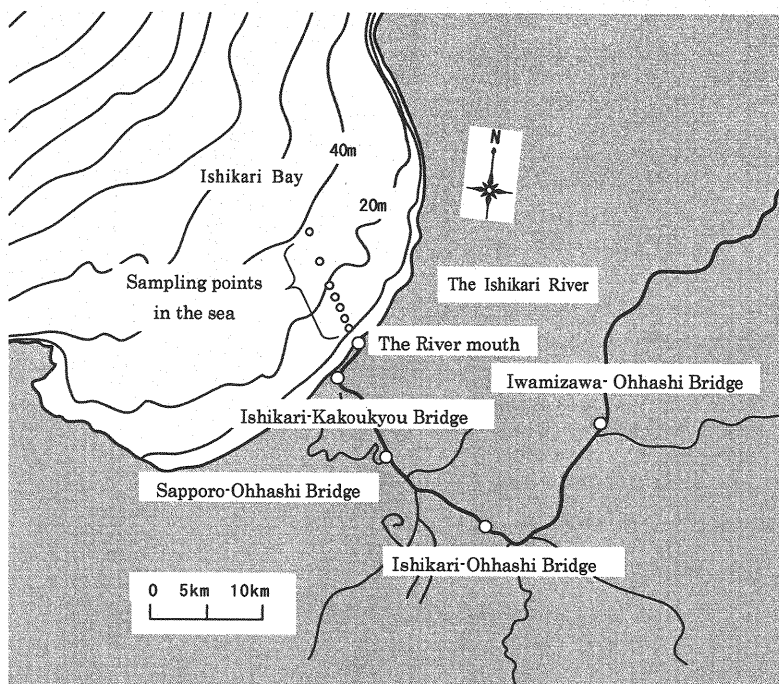 N
40m
Ishikari Bay
20m
Sampling points
in the sea
The Ishikari River
The River mouth
Iwamizawa- Ohhashi Bridge
Ishikari-Kakoukyou Bridge
Sapporo-Ohhashi Bridge
Ishikari-Ohhashi Bridge
0 5km 10km